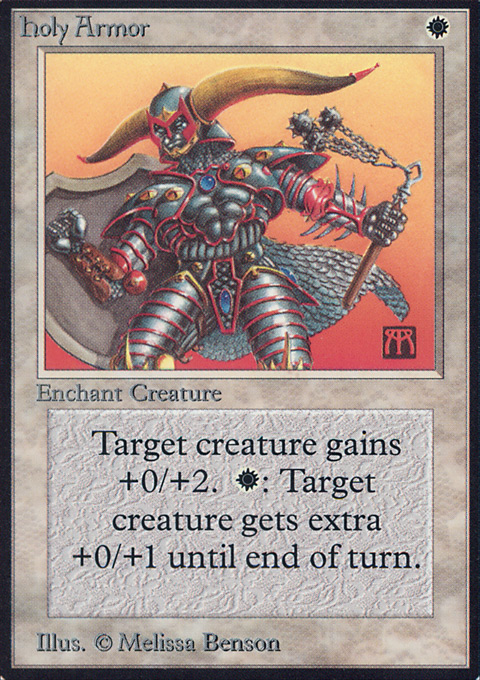 Holy Armor
Enchant Creature
Target creature gains
+0/+2. : Target
creature gets extra
+0/+1 until end of turn.
Illus. © Melissa Benson